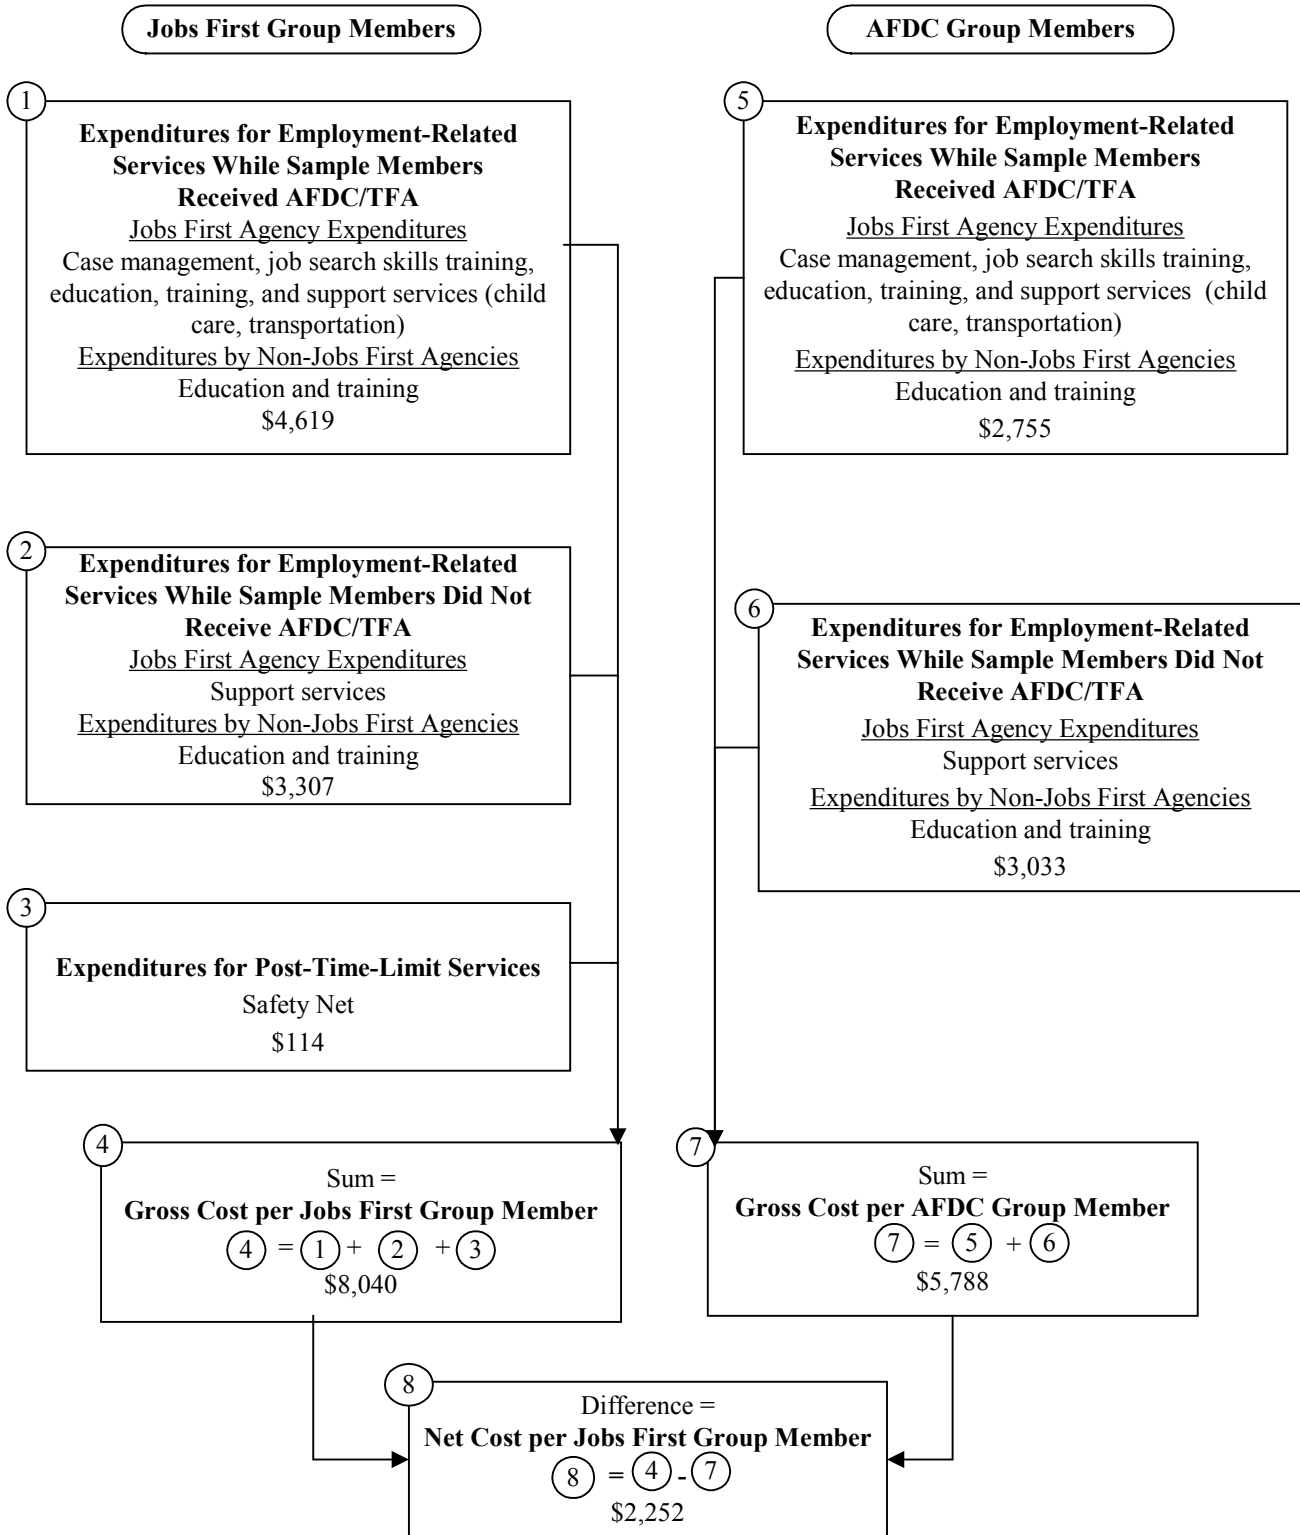 Jobs First Group Members
1
Expenditures for Employment-Related
Services While Sample Members
Received AFDC/TFA
Jobs First Agency Expenditures
Case management, job search skills training,
education, training, and support services (child
care, transportation)
Expenditures by Non-Jobs First Agencies
Education and training
$4,619
2
Expenditures for Employment-Related
Services While Sample Members Did Not
Receive AFDC/TFA
Jobs First Agency Expenditures
Support services
Expenditures by Non-Jobs First Agencies
Education and training
$3,307
3
Expenditures for Post-Time-Limit Services
Safety Net
$114
4
Sum =
Gross Cost per Jobs First Group Member
4 = 1 + 2 + 3
$8,040
AFDC Group Members
5
Expenditures for Employment-Related
Services While Sample Members
Received AFDC/TFA
Jobs First Agency Expenditures
Case management, job search skills training,
education, training, and support services (child
care, transportation)
Expenditures by Non-Jobs First Agencies
Education and training
$2,755
6
Expenditures for Employment-Related
Services While Sample Members Did Not
Receive AFDC/TFA
Jobs First Agency Expenditures
Support services
Expenditures by Non-Jobs First Agencies
Education and training
$3,033
7
Sum =
Gross Cost per AFDC Group Member
7 = 5 + 6
$5,788
8
Difference =
Net Cost per Jobs First Group Member
8 = 4 - 7
$2,252